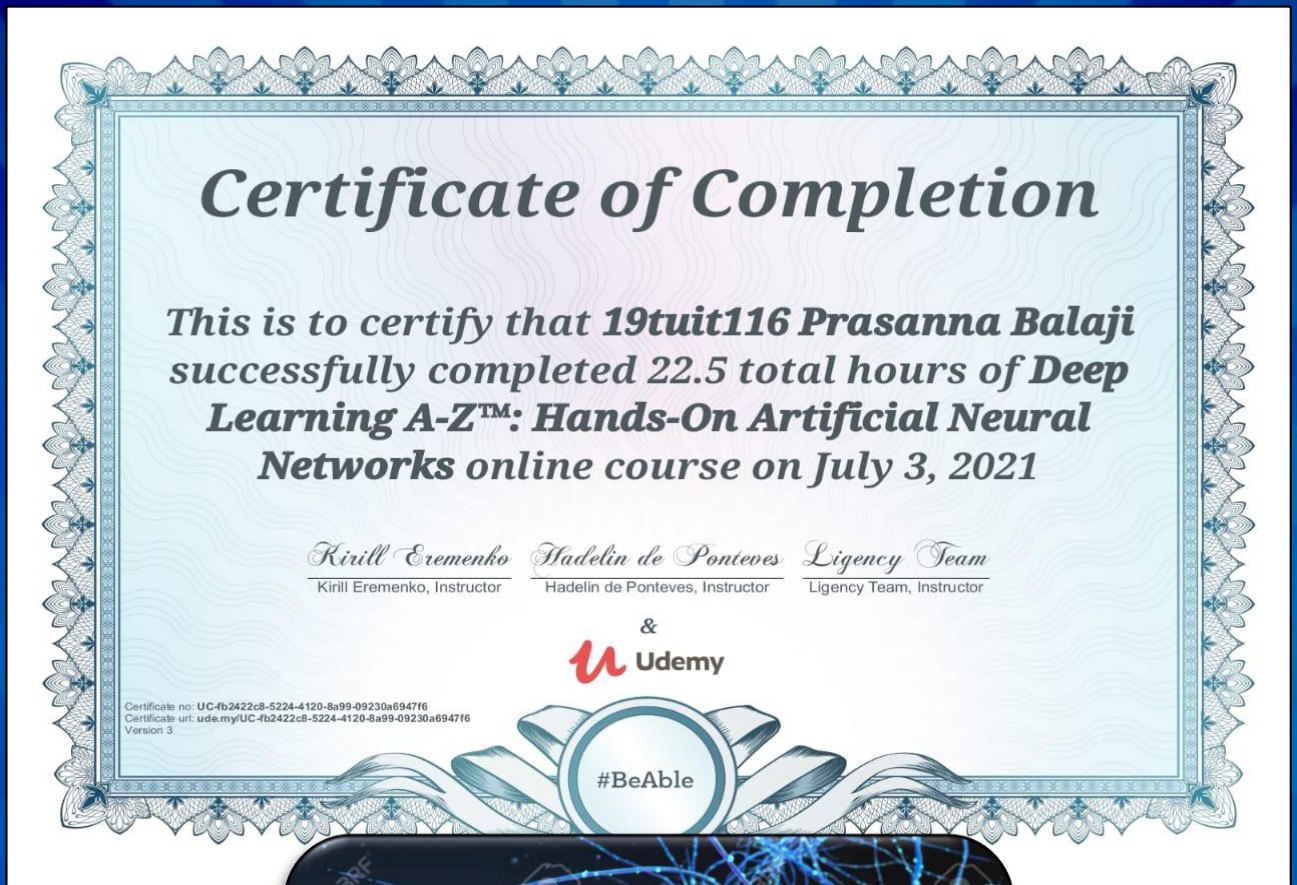 Certificate of Completion
This is to certify that 19tuit116 Prasanna Balaji
successfully completed 22.5 total hours of Deep
Learning A-Z™: Hands-On Artificial Neural
Networks online course on July 3, 2021
Kirill Eremenko Hadelin de Ponteves Ligency Team
Kirill Eremenko, Instructor Hadelin de Ponteves, Instructor Ligency Team, Instructor
&
Udemy
Certificate no: UC-fb2422c8-5224-4120-8a99-09230a6947f6
Certificate url: ude.my/UC-fb2422c8-5224-4120-8a99-09230a6947f6
Version 3
#BeAble